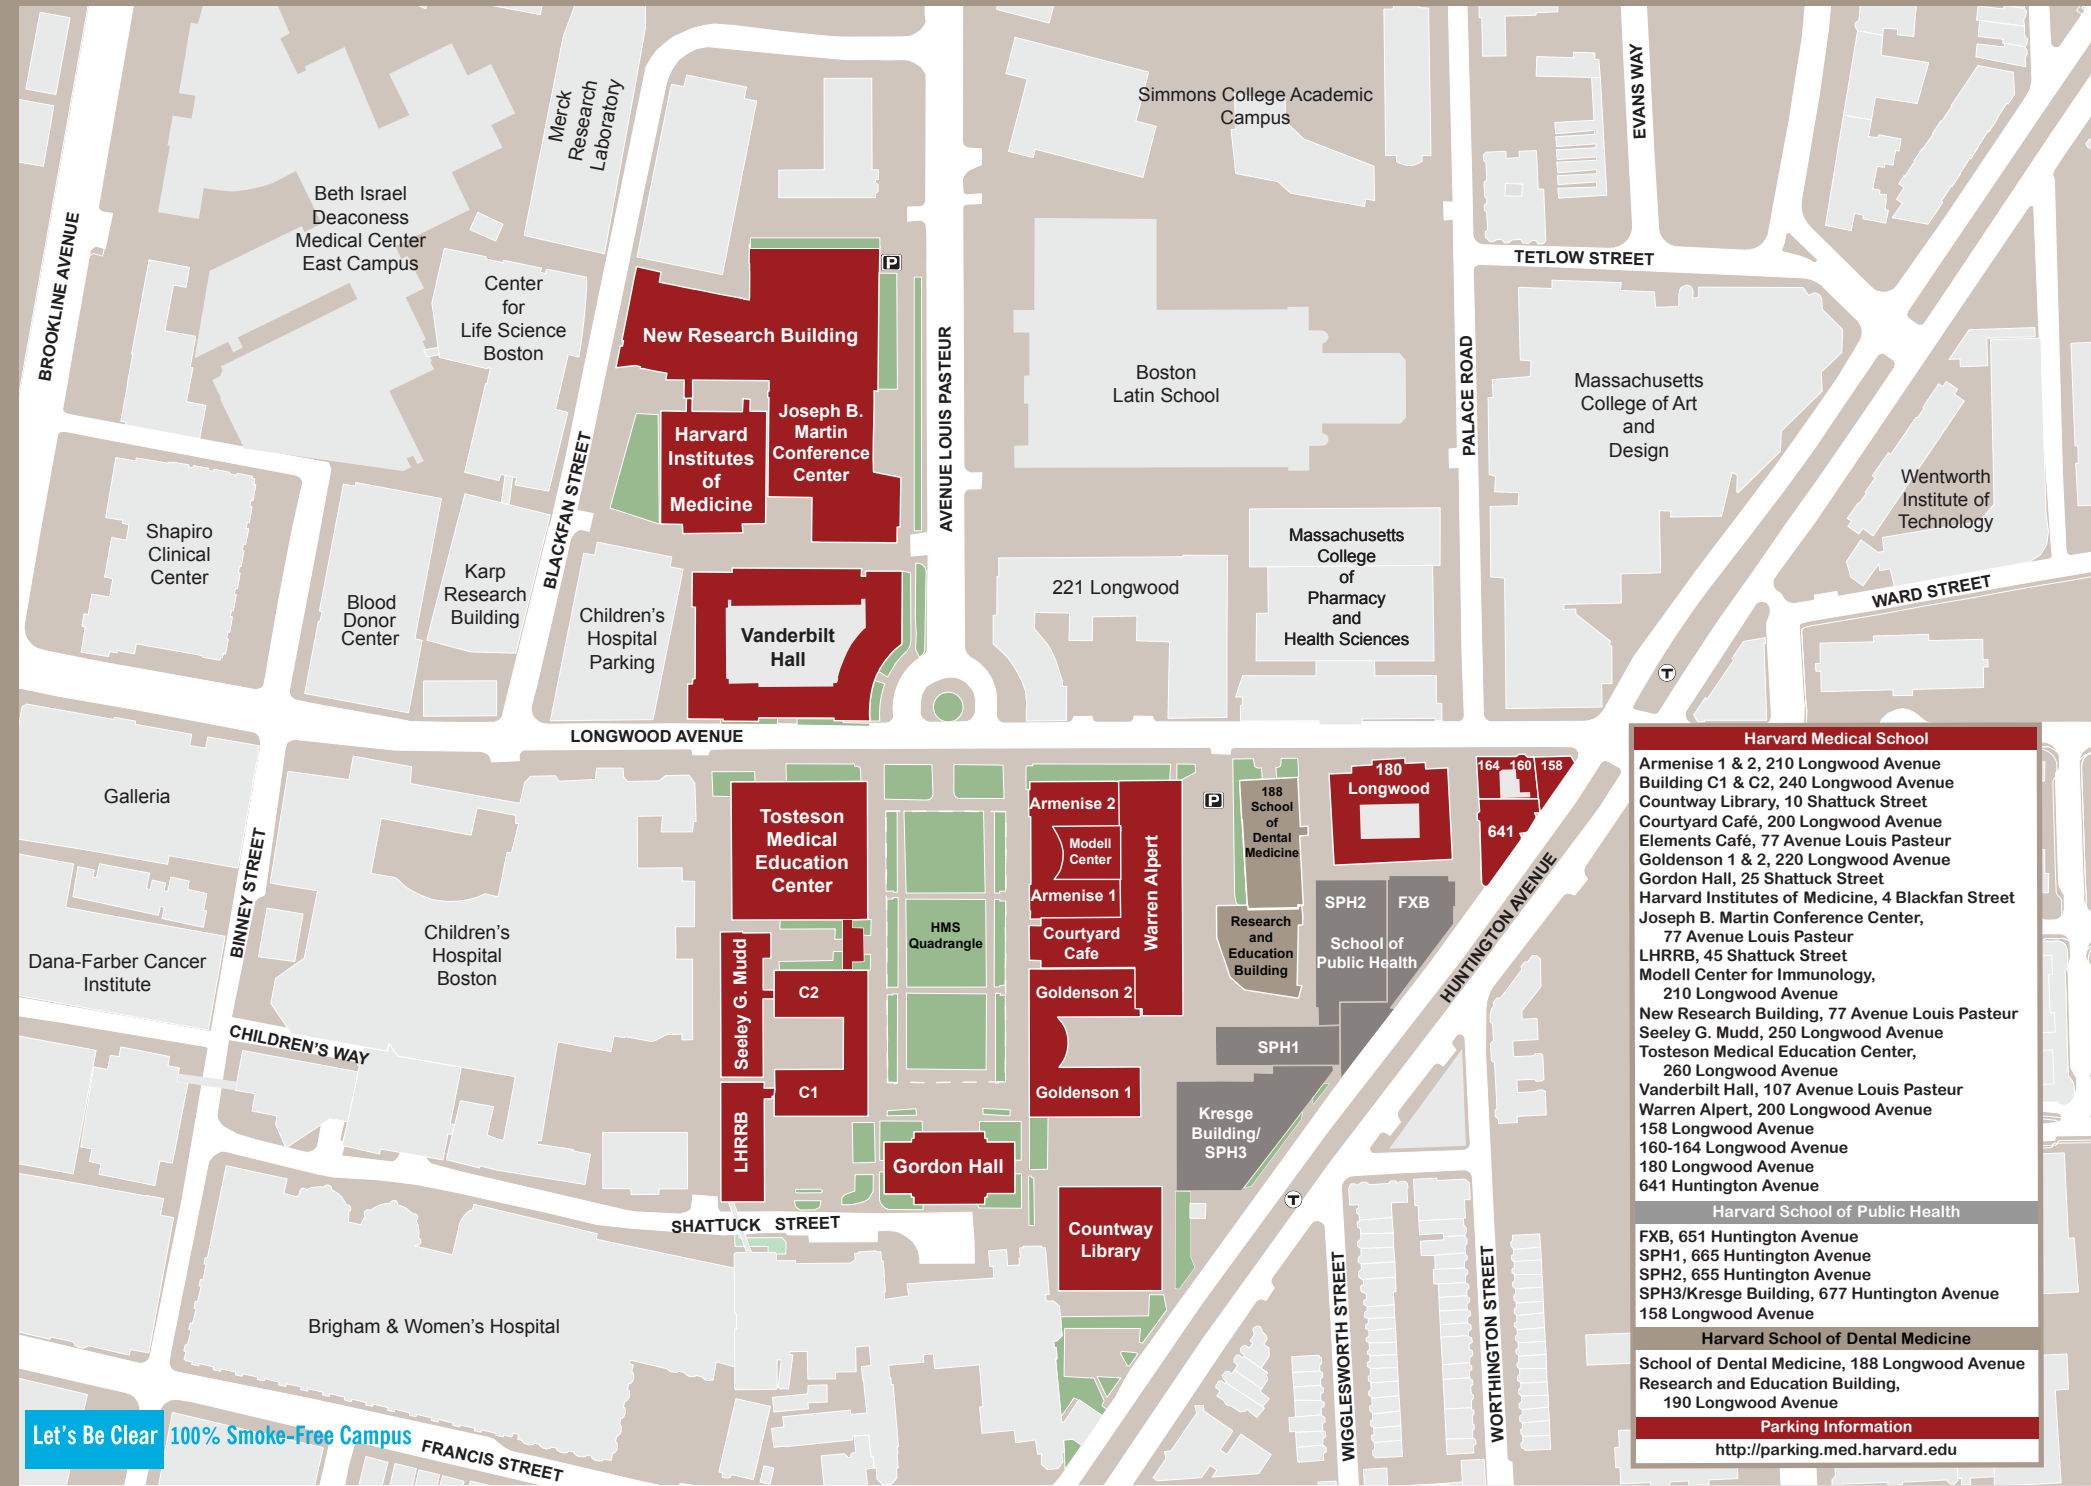 Merck
Research
Laboratory
Simmons College Academic
Campus
EVANS WAY
Beth Israel
Deaconess
Medical Center
East Campus
BROOKLINE AVENUE
Center
for
Life Science
Boston
P
TETLOW STREET
New Research Building
AVENUE LOUIS PASTEUR
PALACE ROAD
Boston
Latin School
Massachusetts
College of Art
and
Design
Joseph B.
Martin
Conference
Center
Harvard
Institutes
of
Medicine
BLACKFAN STREET
Wentworth
Institute of
Technology
Shapiro
Clinical
Center
Massachusetts
College
of
Pharmacy
and
Health Sciences
Blood
Donor
Center
Karp
Research
Building
Children's
Hospital
Parking
221 Longwood
WARD STREET
Vanderbilt
Hall
T
LONGWOOD AVENUE
Galleria
Tosteson
Medical
Education
Center
Armenise 2
Modell
Center
Armenise 1
Courtyard
Cafe
Warren Alpert
P
188
School
of
Dental
Medicine
180
Longwood
164 160 158
641
BINNEY STREET
Dana-Farber Cancer
Institute
Children's
Hospital
Boston
Seeley G. Mudd
C2
HMS
Quadrangle
Goldenson 2
Research
and
Education
Building
SPH2
FXB
School of
Public Health
HUNTINGTON AVENUE
CHILDREN'S WAY
SPH1
C1
Goldenson 1
LHRRB
Kresge
Building/
SPH3
Gordon Hall
T
SHATTUCK STREET
Countway
Library
Brigham & Women's Hospital
WIGGLESWORTH STREET
WORTHINGTON STREET
Let's Be Clear 100% Smoke-Free Campus
FRANCIS STREET
Harvard Medical School
Armenise 1 & 2, 210 Longwood Avenue
Building C1 & C2, 240 Longwood Avenue
Countway Library, 10 Shattuck Street
Courtyard Café, 200 Longwood Avenue
Elements Café, 77 Avenue Louis Pasteur
Goldenson 1 & 2, 220 Longwood Avenue
Gordon Hall, 25 Shattuck Street
Harvard Institutes of Medicine, 4 Blackfan Street
Joseph B. Martin Conference Center,
77 Avenue Louis Pasteur
LHRRB, 45 Shattuck Street
Modell Center for Immunology,
210 Longwood Avenue
New Research Building, 77 Avenue Louis Pasteur
Seeley G. Mudd, 250 Longwood Avenue
Tosteson Medical Education Center,
260 Longwood Avenue
Vanderbilt Hall, 107 Avenue Louis Pasteur
Warren Alpert, 200 Longwood Avenue
158 Longwood Avenue
160-164 Longwood Avenue
180 Longwood Avenue
641 Huntington Avenue
Harvard School of Public Health
FXB, 651 Huntington Avenue
SPH1, 665 Huntington Avenue
SPH2, 655 Huntington Avenue
SPH3/Kresge Building, 677 Huntington Avenue
158 Longwood Avenue
Harvard School of Dental Medicine
School of Dental Medicine, 188 Longwood Avenue
Research and Education Building,
190 Longwood Avenue
Parking Information
http://parking.med.harvard.edu